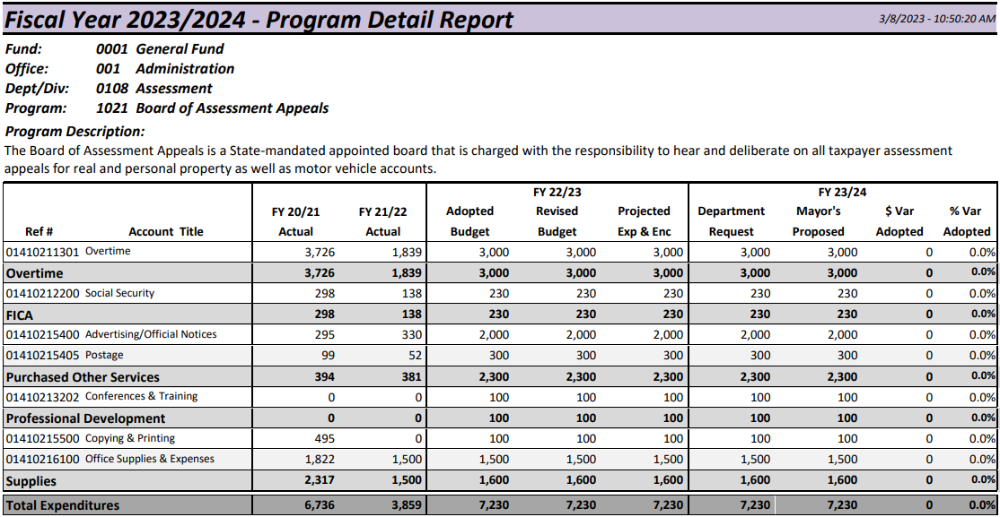 Fiscal Year 2023/2024 - Program Detail Report 3/8/2023 - 10:50:20 AM
Fund: 0001 General Fund
Office: 001 Administration
Dept/Div: 0108 Assessment
Program: 1021 Board of Assessment Appeals
Program Description:
The Board of Assessment Appeals is a State-mandated appointed board that is charged with the responsibility to hear and deliberate on all taxpayer assessment
appeals for real and personal property as well as motor vehicle accounts.
FY 22/23 FY 23/24
FY 20/21 FY 21/22 Adopted Revised Projected Department Mayor's $ Var % Var
Ref # Account Title Actual Actual Budget Budget Exp & Enc Request Proposed Adopted Adopted
01410211301 Overtime 3,726 1,839 3,000 3,000 3,000 3,000 3,000 0 0.0%
Overtime 3,726 1,839 3,000 3,000 3,000 3,000 3,000 0 0.0%
01410212200 Social Security 298 138 230 230 230 230 230 0 0.0%
FICA 298 138 230 230 230 230 230 0 0.0%
01410215400 Advertising/Official Notices 295 330 2,000 2,000 2,000 2,000 2,000 0 0.0%
01410215405 Postage 99 52 300 300 300 300 300 0 0.0%
Purchased Other Services 394 381 2,300 2,300 2,300 2,300 2,300 0 0.0%
01410213202 Conferences & Training 0 0 100 100 100 100 100 0 0.0%
Professional Development 0 0 100 100 100 100 100 0 0.0%
01410215500 Copying & Printing 495 0 100 100 100 100 100 0 0.0%
01410216100 Office Supplies & Expenses 1,822 1,500 1,500 1,500 1,500 1,500 1,500 0 0.0%
Supplies 2,317 1,500 1,600 1,600 1,600 1,600 1,600 0 0.0%
Total Expenditures 6,736 3,859 7,230 7,230 7,230 7,230 7,230 0 0.0%